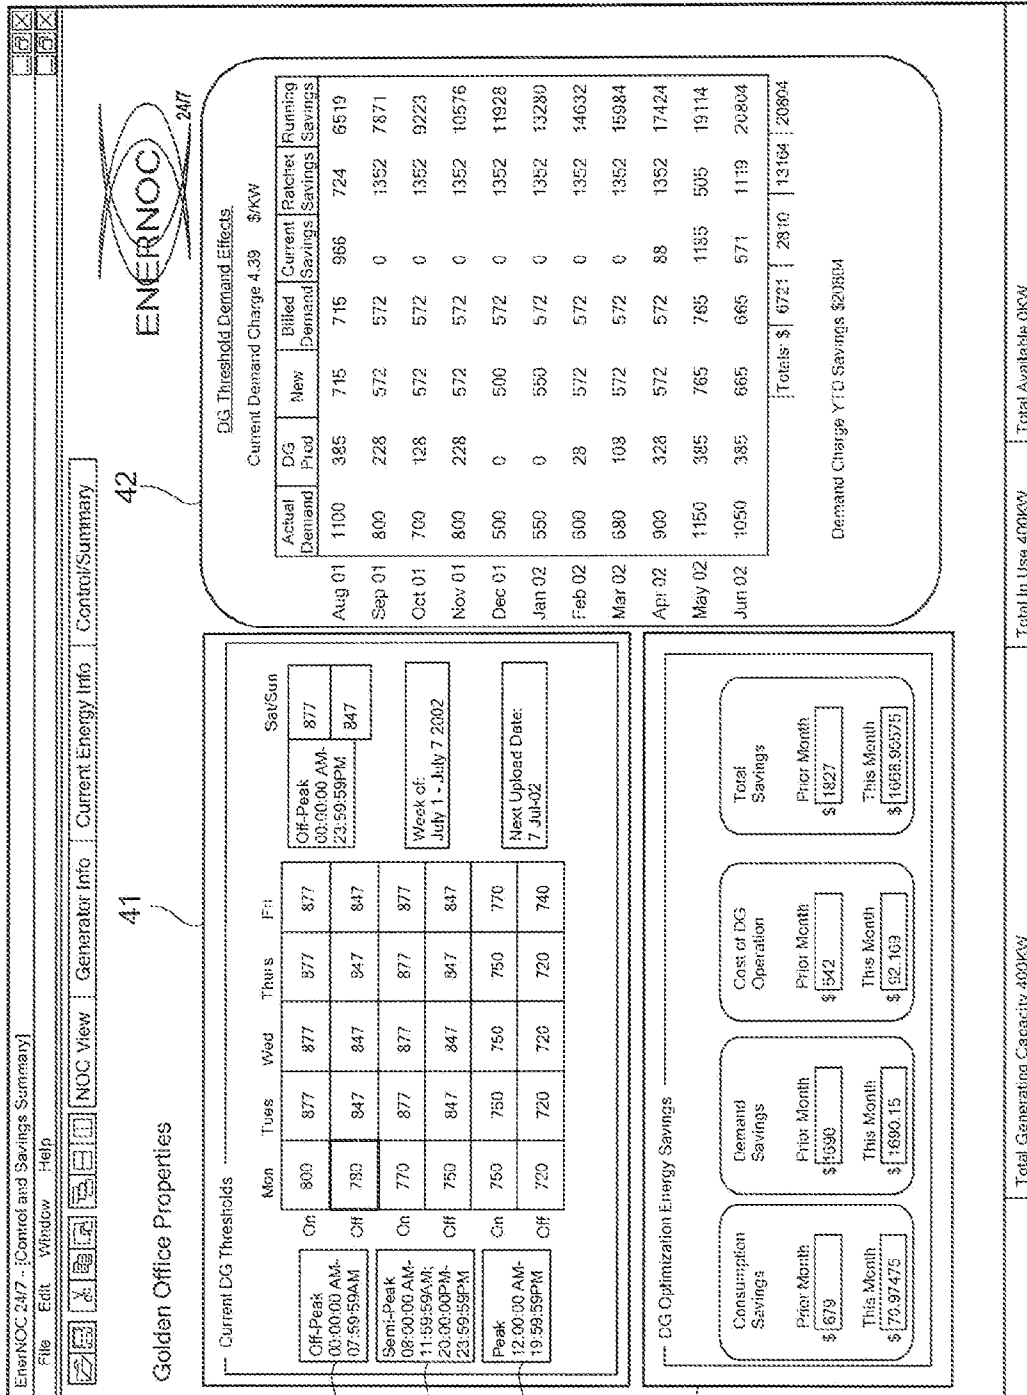 EnerNOC 24/7 - [Control and Savings Summary]
File Edit Window Help
NOC View Generator Info Current Energy Info Control/Summary
Golden Office Properties
41
42
ENERNOC
24/7
Current DG Thresholds
Mon Tues Wed Thurs Fri Sat/Sun
Off-Peak
00:00:00 AM-
07:59:59AM
On 800 877 877 877 877
Off 780 847 847 847 847
Semi-Peak
08:00:00 AM-
11:59:59AM;
20:00:00PM-
23:59:59PM
On 770 877 877 877 877
Off 750 847 847 847 847
Peak
12:00:00 AM-
19:59:59PM
On 750 750 750 750 770
Off 720 720 720 720 740
Off-Peak
00:00:00 AM-
23:59:59PM
877
847
Week of:
July 1 - July 7 2002
Next Upload Date:
7 Jul-02
DG Threshold Demand Effects
Current Demand Charge 4.39 $/KW
Actual Demand DG Prod New Billed Demand Current Savings Ratchet Savings Running Savings
Aug 01 1100 385 715 715 966 724 6519
Sep 01 800 228 572 572 0 1352 7871
Oct 01 700 128 572 572 0 1352 9223
Nov 01 800 228 572 572 0 1352 10576
Dec 01 500 0 500 572 0 1352 11928
Jan 02 550 0 550 572 0 1352 13280
Feb 02 600 28 572 572 0 1352 14632
Mar 02 680 108 572 572 0 1352 15984
Apr 02 900 328 572 572 88 1352 17424
May 02 1150 385 765 765 1185 505 19114
Jun 02 1050 385 665 665 571 1119 20804
Totals: $ 6721 2810 13164 20804
Demand Charge YTD Savings $20804
DG Optimization Energy Savings
Consumption
Savings
Prior Month
$ 679
This Month
$ 70.97475
Demand
Savings
Prior Month
$ 1690
This Month
$ 1690.15
Cost of DG
Operation
Prior Month
$ 542
This Month
$ 92.169
Total
Savings
Prior Month
$ 1827
This Month
$ 1668.95575
Total Generating Capacity 400KW Total In Use 400KW Total Available 0KW